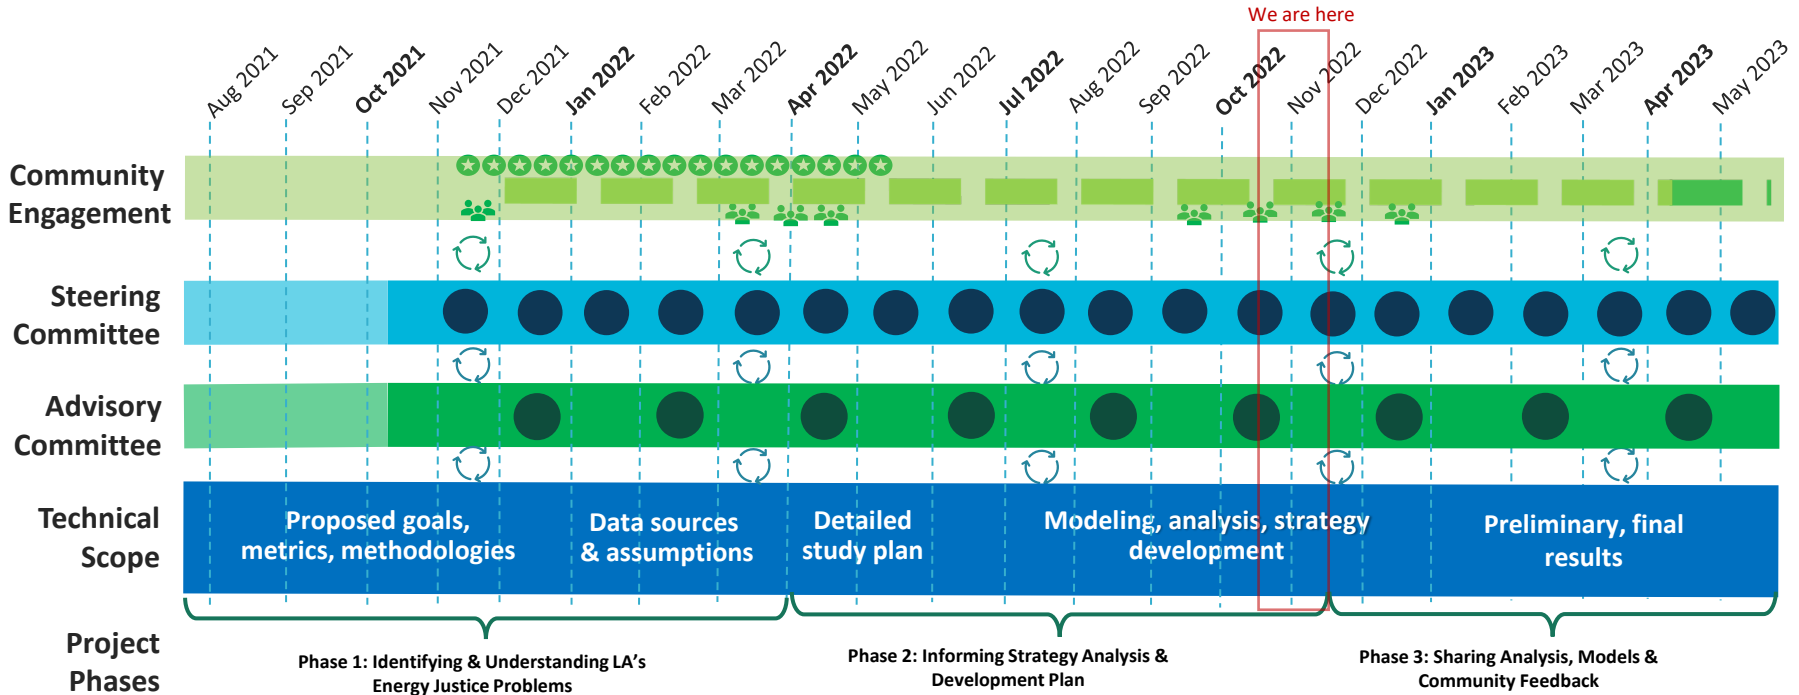 We are here
Aug 2021
Sep 2021
Oct 2021
Nov 2021
Dec 2021
Jan 2022
Feb 2022
Mar 2022
Apr 2022
May 2022
Jun 2022
Jul 2022
Aug 2022
Sep 2022
Oct 2022
Nov 2022
Dec 2022
Jan 2023
Feb 2023
Mar 2023
Apr 2023
May 2023
Community
Engagement
Steering
Committee
Advisory
Committee
Technical
Scope
Proposed goals,
metrics, methodologies
Data sources
& assumptions
Detailed
study plan
Modeling, analysis, strategy
development
Preliminary, final
results
Project
Phases
Phase 1: Identifying & Understanding LA's
Energy Justice Problems
Phase 2: Informing Strategy Analysis &
Development Plan
Phase 3: Sharing Analysis, Models &
Community Feedback